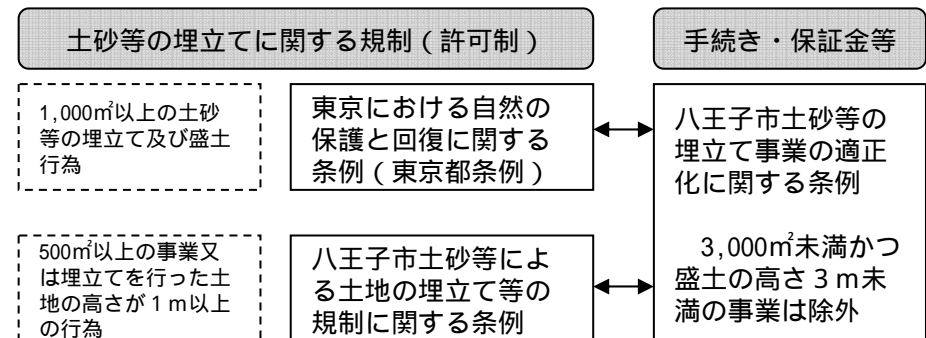 土砂等の埋立てに関する規制（許可制）
手続き・保証金等
1,000㎡以上の土砂
等の埋立て及び盛土
行為
東京における自然の
保護と回復に関する
条例（東京都条例）
八王子市土砂等の
埋立て事業の適正
化に関する条例
3,000㎡未満かつ
盛土の高さ３ｍ未
満の事業は除外
500㎡以上の事業又
は埋立てを行った土
地の高さが１ｍ以上
の行為
八王子市土砂等によ
る土地の埋立て等の
規制に関する条例